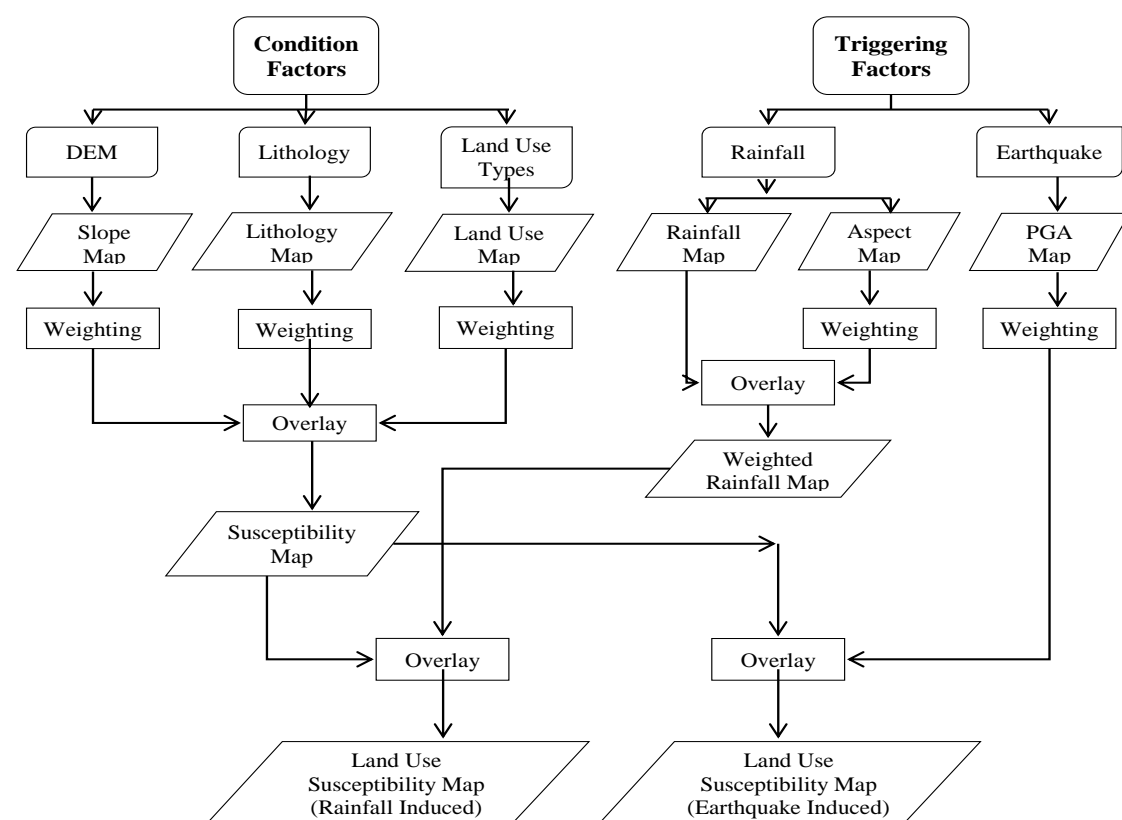 Condition
Factors
Triggering
Factors
DEM
Lithology
Land Use
Types
Rainfall
Earthquake
Slope
Map
Lithology
Map
Land Use
Map
Rainfall
Map
Aspect
Map
PGA
Map
Weighting
Weighting
Weighting
Weighting
Weighting
Overlay
Overlay
Weighted
Rainfall Map
Susceptibility
Map
Overlay
Overlay
Land Use
Susceptibility Map
(Rainfall Induced)
Land Use
Susceptibility Map
(Earthquake Induced)